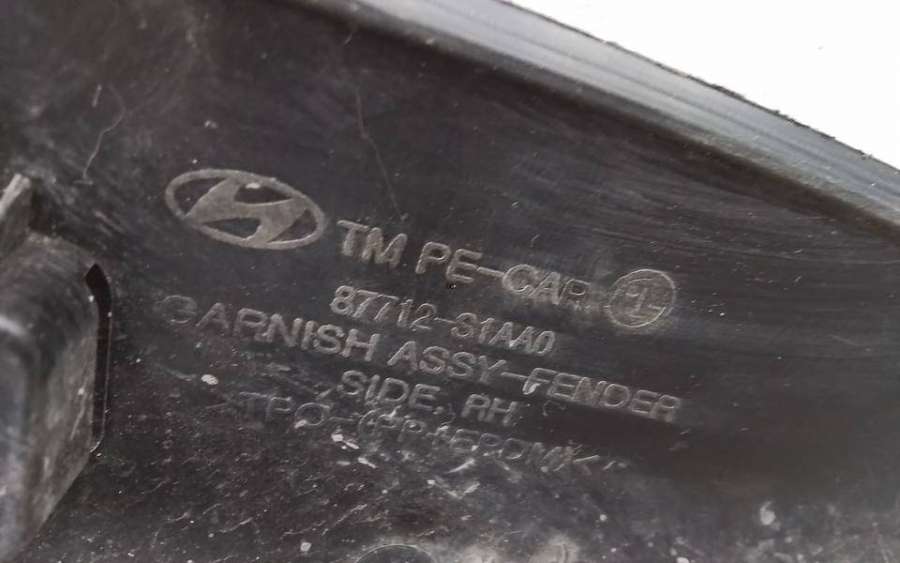 TM PE-CAR
87712-S1AA0
GARNISH ASSY-FENDER
SIDE, RH